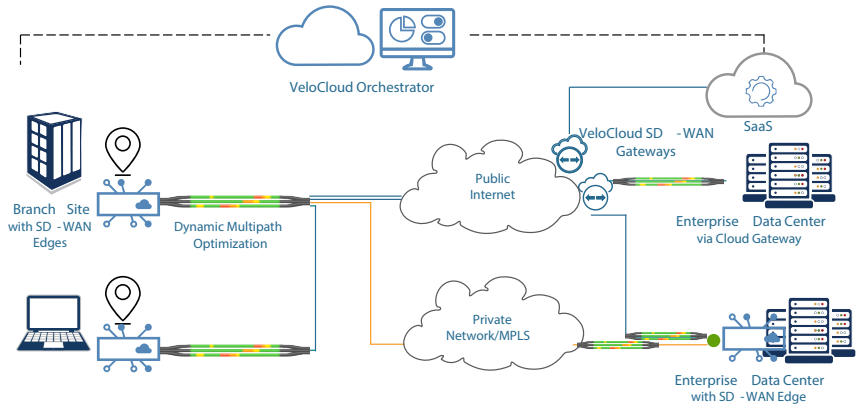 VeloCloud Orchestrator
SaaS
VeloCloud SD -WAN
Gateways
Public
Internet
Branch Site
with SD -WAN
Edges
Dynamic Multipath
Optimization
Enterprise Data Center
via Cloud Gateway
Private
Network/MPLS
Enterprise Data Center
with SD -WAN Edge